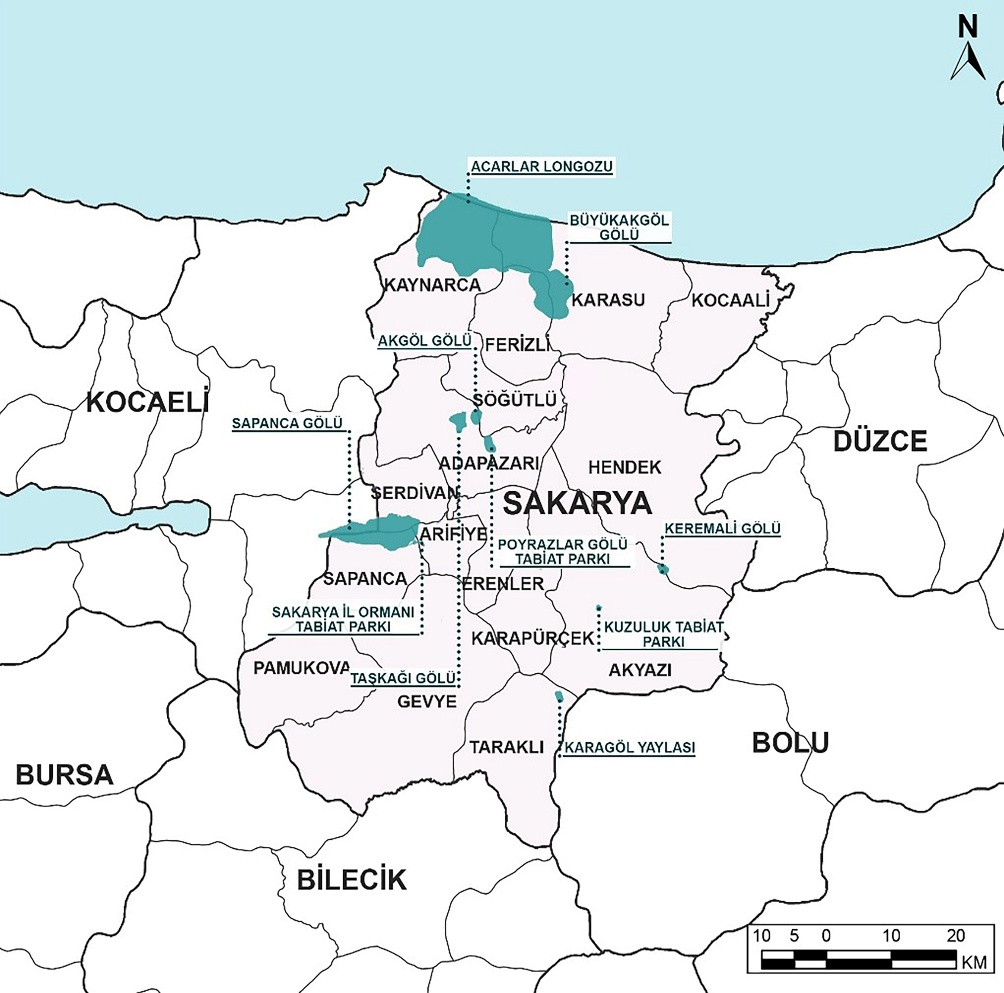 N
ACARLAR LONGOZU
BÜYÜKAKGÖL
GÖLÜ
KAYNARCA
KARASU
KOCAALİ
AKGÖL GÖLÜ
FERİZLİ
KOCAELİ
SÖĞÜTLÜ
SAPANCA GÖLÜ
DÜZCE
ADAPAZARI
HENDEK
SERDİVAN
SAKARYA
ARİFİYE
KEREMALİ GÖLÜ
POYRAZLAR GÖLÜ
TABİAT PARKI
SAPANCA
ERENLER
SAKARYA İL ORMANI
TABİAT PARKI
KUZULUK TABİAT
PARKI
KARAPÜRÇEK
PAMUKOVA
AKYAZI
TAŞKAĞI GÖLÜ
GEVYE
TARAKLI
KARAGÖL YAYLASI
BOLU
BURSA
BİLECİK
10 5 0 10 20
KM